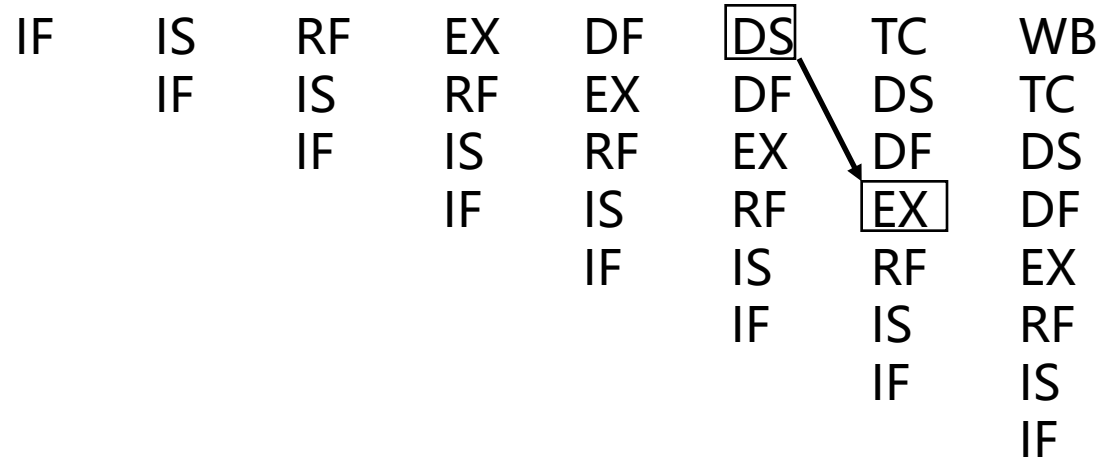 IF IS RF EX DF DS TC WB
IF IS RF EX DF DS TC
IF IS RF EX DF DS
IF IS RF EX DF
IF IS RF EX
IF IS RF
IF IS
IF